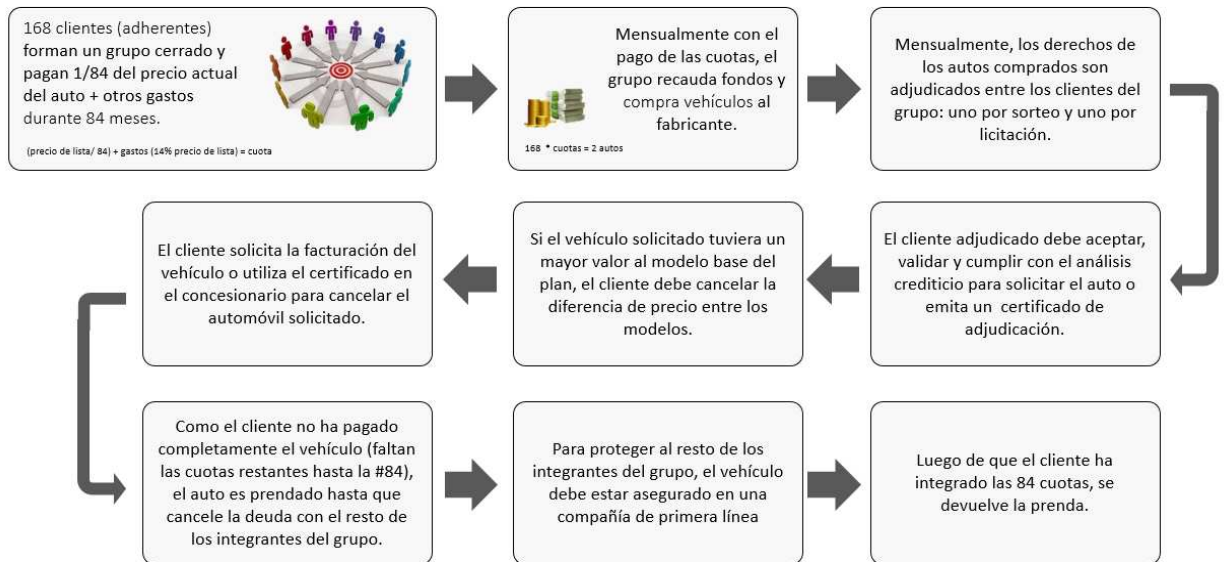 168 clientes (adherentes)
forman un grupo cerrado y
pagan 1/84 del precio actual
del auto + otros gastos
durante 84 meses.
(precio de lista/ 84) + gastos (14% precio de lista) = cuota
Mensualmente con el
pago de las cuotas, el
grupo recauda fondos y
compra vehículos al
fabricante.
168 * cuotas = 2 autos
Mensualmente, los derechos de
los autos comprados son
adjudicados entre los clientes del
grupo: uno por sorteo y uno por
licitación.
El cliente adjudicado debe aceptar,
validar y cumplir con el análisis
crediticio para solicitar el auto o
emita un certificado de
adjudicación.
Si el vehículo solicitado tuviera un
mayor valor al modelo base del
plan, el cliente debe cancelar la
diferencia de precio entre los
modelos.
El cliente solicita la facturación del
vehículo o utiliza el certificado en
el concesionario para cancelar el
automóvil solicitado.
Como el cliente no ha pagado
completamente el vehículo (faltan
las cuotas restantes hasta la #84),
el auto es prendado hasta que
cancele la deuda con el resto de
los integrantes del grupo.
Para proteger al resto de los
integrantes del grupo, el vehículo
debe estar asegurado en una
compañía de primera línea
Luego de que el cliente ha
integrado las 84 cuotas, se
devuelve la prenda.